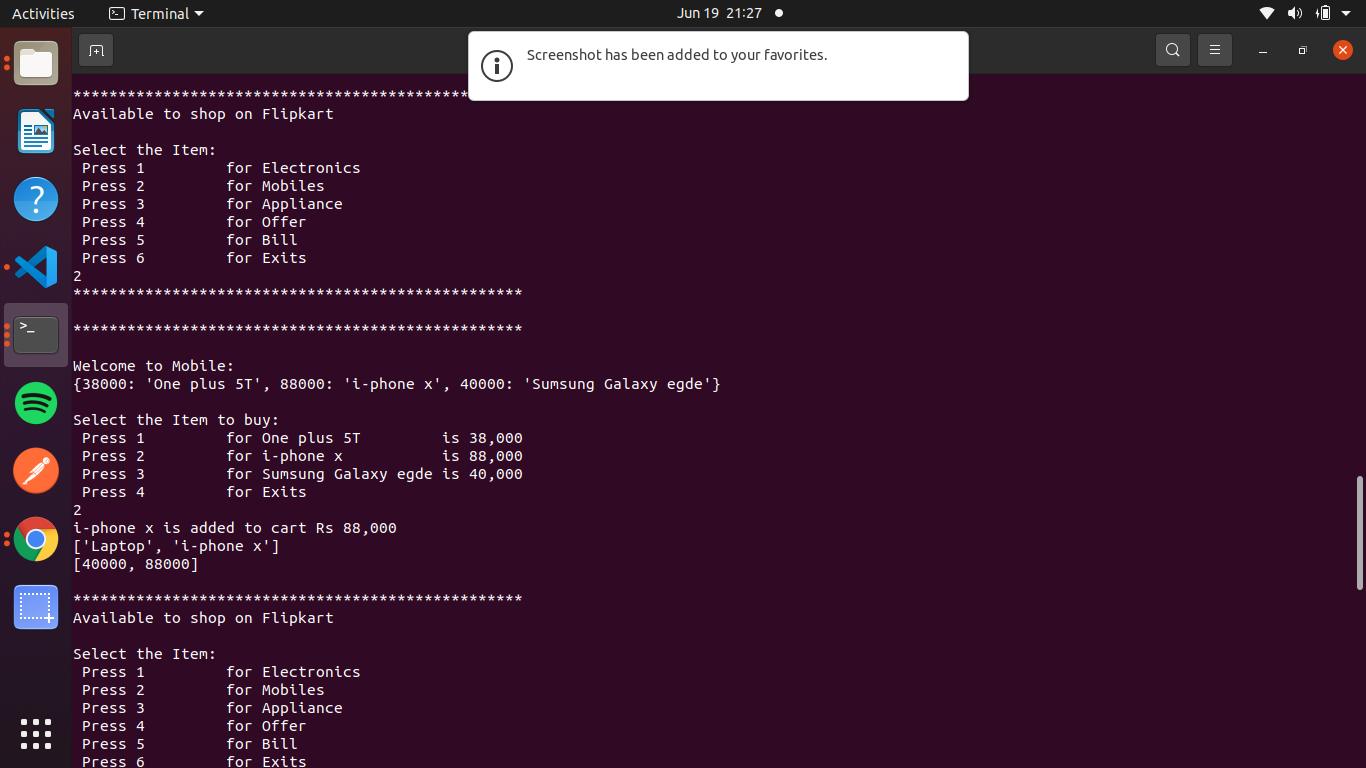 Activities Terminal Jun 19 21:27
Screenshot has been added to your favorites.
**************************************************
Available to shop on Flipkart
Select the Item:
Press 1 for Electronics
Press 2 for Mobiles
Press 3 for Appliance
Press 4 for Offer
Press 5 for Bill
Press 6 for Exits
2
**************************************************
**************************************************
Welcome to Mobile:
{38000: 'One plus 5T', 88000: 'i-phone x', 40000: 'Sumsung Galaxy egde'}
Select the Item to buy:
Press 1 for One plus 5T is 38,000
Press 2 for i-phone x is 88,000
Press 3 for Sumsung Galaxy egde is 40,000
Press 4 for Exits
2
i-phone x is added to cart Rs 88,000
['Laptop', 'i-phone x']
[40000, 88000]
**************************************************
Available to shop on Flipkart
Select the Item:
Press 1 for Electronics
Press 2 for Mobiles
Press 3 for Appliance
Press 4 for Offer
Press 5 for Bill
Press 6 for Exits